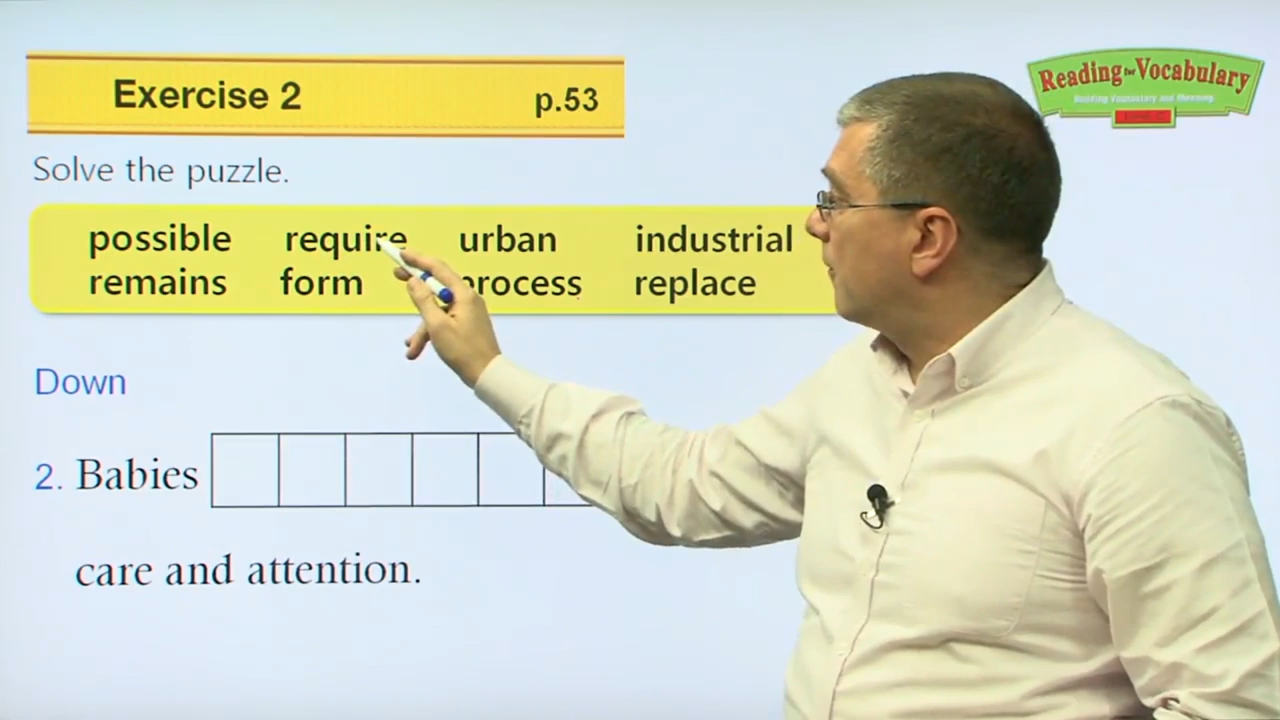 Exercise 2 p.53
Reading for Vocabulary
Solve the puzzle.
possible require urban industrial
remains form process replace
Down
2. Babies
care and attention.